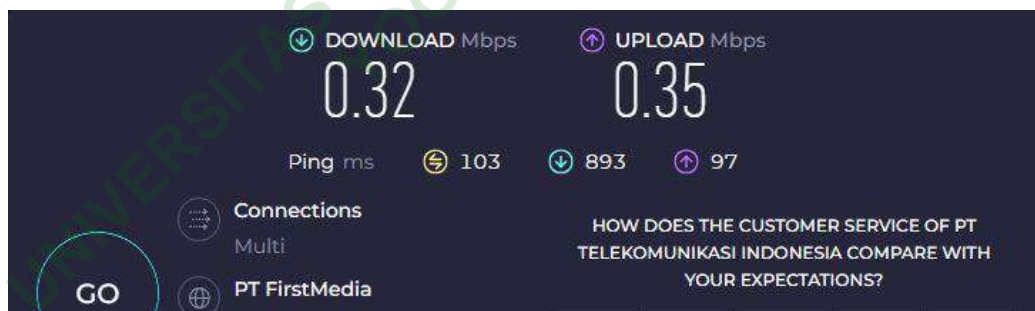 DOWNLOAD Mbps
UPLOAD Mbps
0.32
0.35
Ping ms 103 893 97
Connections
Multi
PT FirstMedia
GO
HOW DOES THE CUSTOMER SERVICE OF PT
TELEKOMUNIKASI INDONESIA COMPARE WITH
YOUR EXPECTATIONS?
UNIVERSITAS